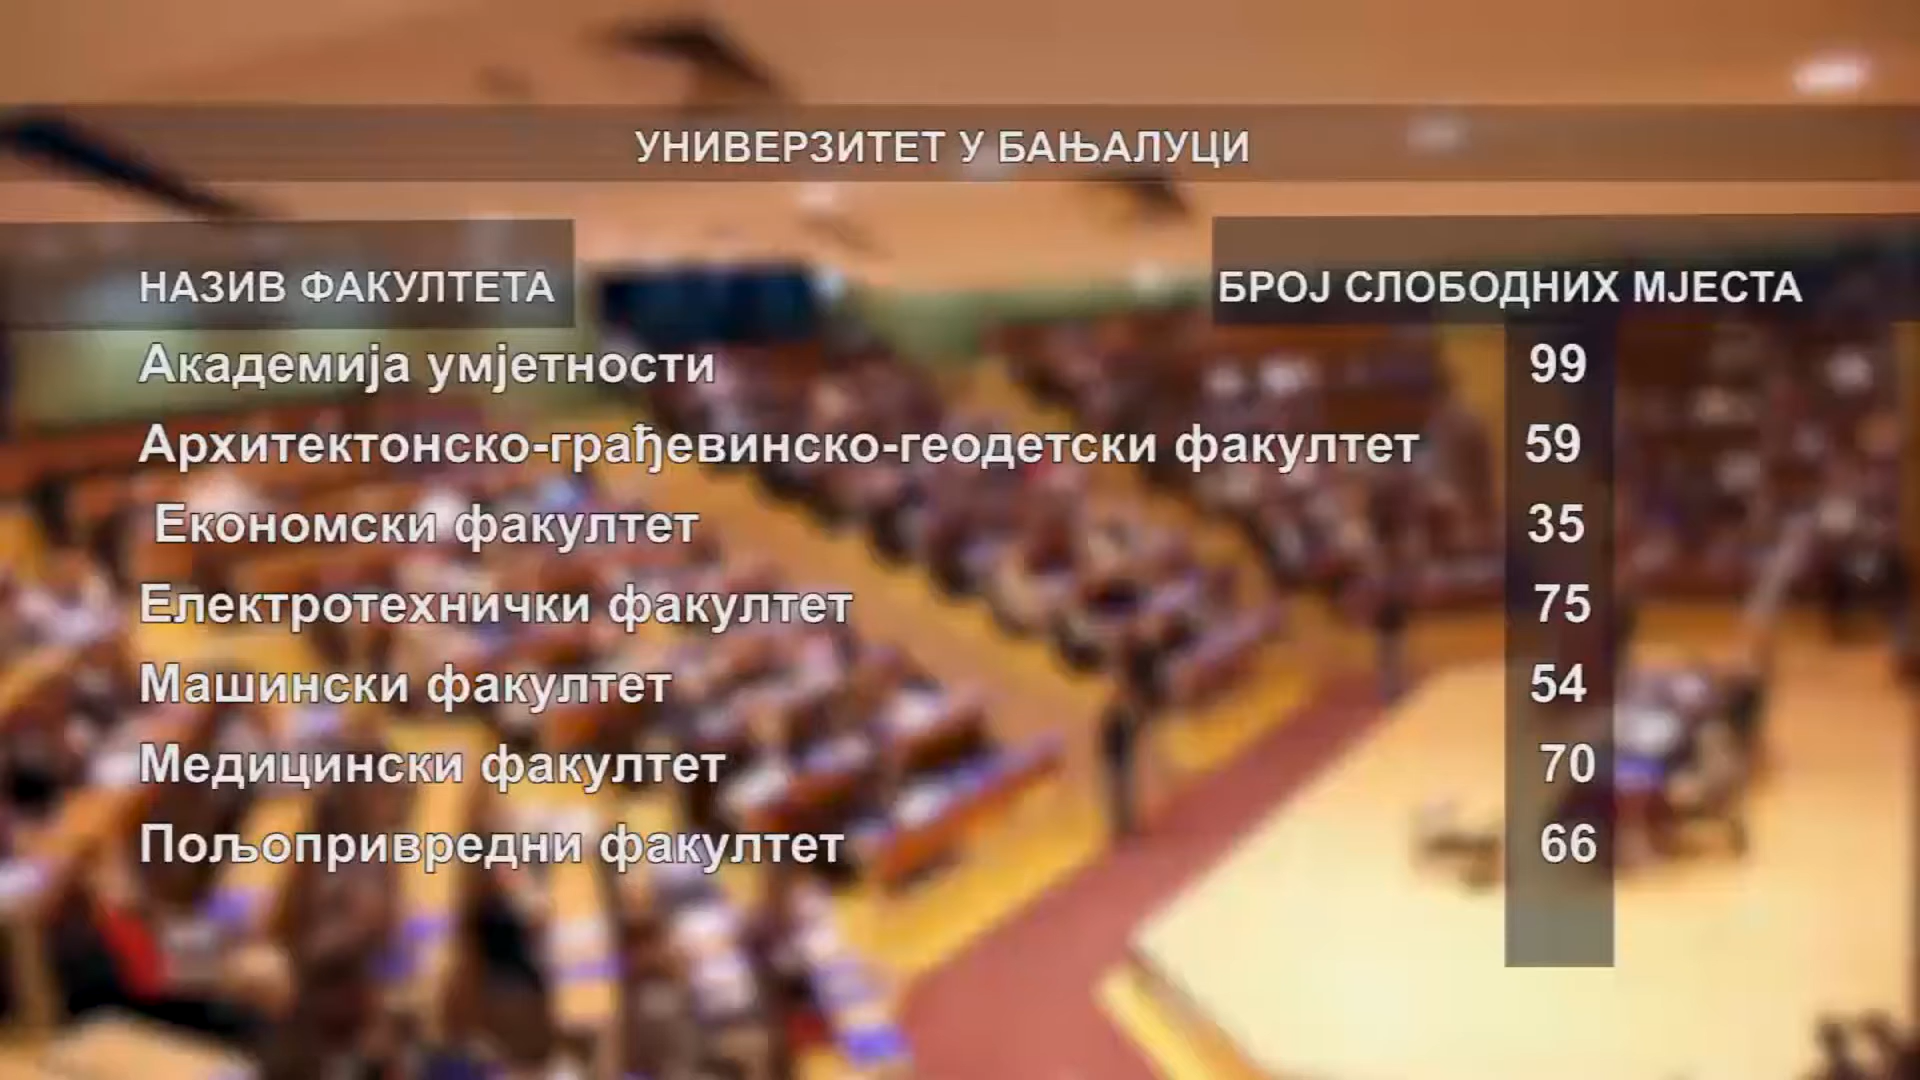 УНИВЕРЗИТЕТ У БАЊАЛУЦИ
НАЗИВ ФАКУЛТЕТА БРОЈ СЛОБОДНИХ МЈЕСТА
Академија умјетности 99
Архитектонско-грађевинско-геодетски факултет 59
Економски факултет 35
Електротехнички факултет 75
Машински факултет 54
Медицински факултет 70
Пољопривредни факултет 66